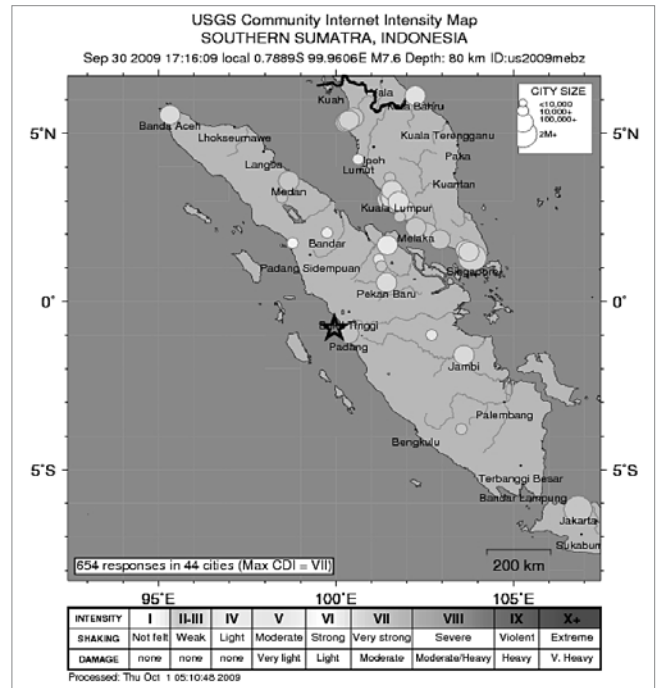 USGS Community Internet Intensity Map
SOUTHERN SUMATRA, INDONESIA
Sep 30 2009 17:16:09 local 0.7889S 99.9606E M7.6 Depth: 80 km ID:us2009mebz
CITY SIZE
<10,000
10,000+
100,000+
2M+
Kuah
Banda Aceh
5°N
5°N
Lhokseumawe
Kuala Terengganu
Ipoh
Paka
Langsa
Lumut
Kuantan
Medan
Kuala Lumpur
Melaka
Bandar
Padang Sidempuan
Singapore
Pekan Baru
0°
0°
Tinggi
Padang
Jambi
Palembang
Bengkulu
5°S
5°S
Terbanggi Besar
Bandar Lampung
Jakarta
Sukabum
654 responses in 44 cities (Max CDI = VII)
200 km
95°E 100°E 105°E
INTENSITY I II-III IV V VI VII VIII IX X+
SHAKING Not felt Weak Light Moderate Strong Very strong Severe Violent Extreme
DAMAGE none none none Very light Light Moderate Moderate/Heavy Heavy V. Heavy
Processed: Thu Oct 1 05:10:48 2009